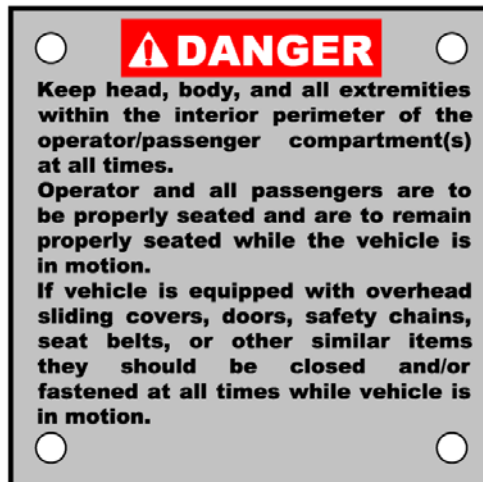 DANGER
Keep head, body, and all extremities
within the interior perimeter of the
operator/passenger compartment(s)
at all times.
Operator and all passengers are to
be properly seated and are to remain
properly seated while the vehicle is
in motion.
If vehicle is equipped with overhead
sliding covers, doors, safety chains,
seat belts, or other similar items
they should be closed and/or
fastened at all times while vehicle is
in motion.